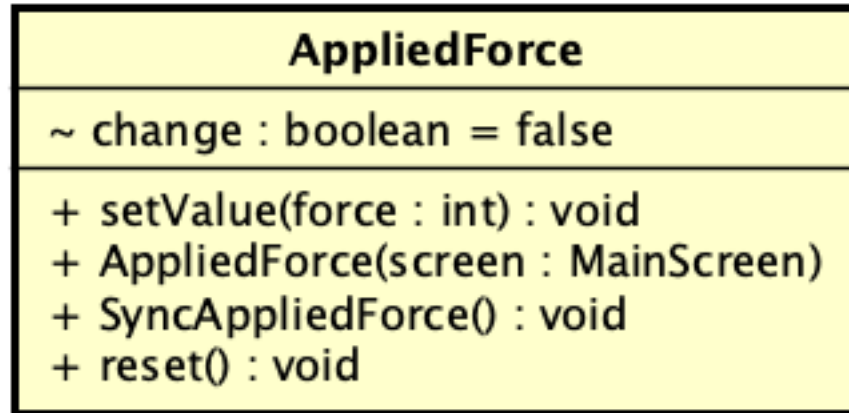 AppliedForce
~ change : boolean = false
+ setValue(force : int) : void
+ AppliedForce(screen : MainScreen)
+ SyncAppliedForce() : void
+ reset() : void